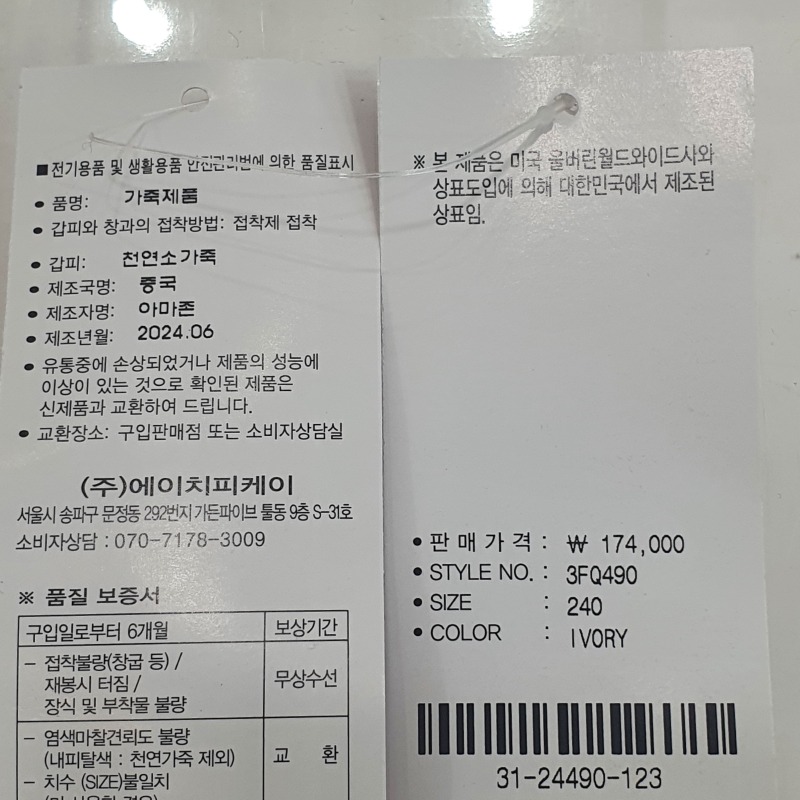 ■전기용품 및 생활용품 안전관리법에 의한 품질표시
● 품명: 가죽제품
● 갑피와 창과의 접착방법: 접착제 접착
● 갑피: 천연소가죽
● 제조국명: 중국
● 제조자명: 아마존
● 제조년월: 2024.06
● 유통중에 손상되었거나 제품의 성능에
이상이 있는 것으로 확인된 제품은
신제품과 교환하여 드립니다.
● 교환장소: 구입판매점 또는 소비자상담실
(주)에이치피케이
서울시 송파구 문정동 292번지 가든파이브 툴동 9층 S-31호
소비자상담 : 070-7178-3009
※ 품질 보증서
구입일로부터 6개월 보상기간
- 접착불량(창굽 등) /
재봉시 터짐 /
장식 및 부착물 불량
무상수선
- 염색마찰견뢰도 불량
(내피탈색 : 천연가죽 제외)
- 치수 (SIZE)불일치
교 환
※ 본 제품은 미국 울버린월드와이드사와
상표도입에 의해 대한민국에서 제조된
상표임.
• 판매가격 : ₩ 174,000
• STYLE NO. : 3FQ490
• SIZE : 240
• COLOR : IVORY
31-24490-123